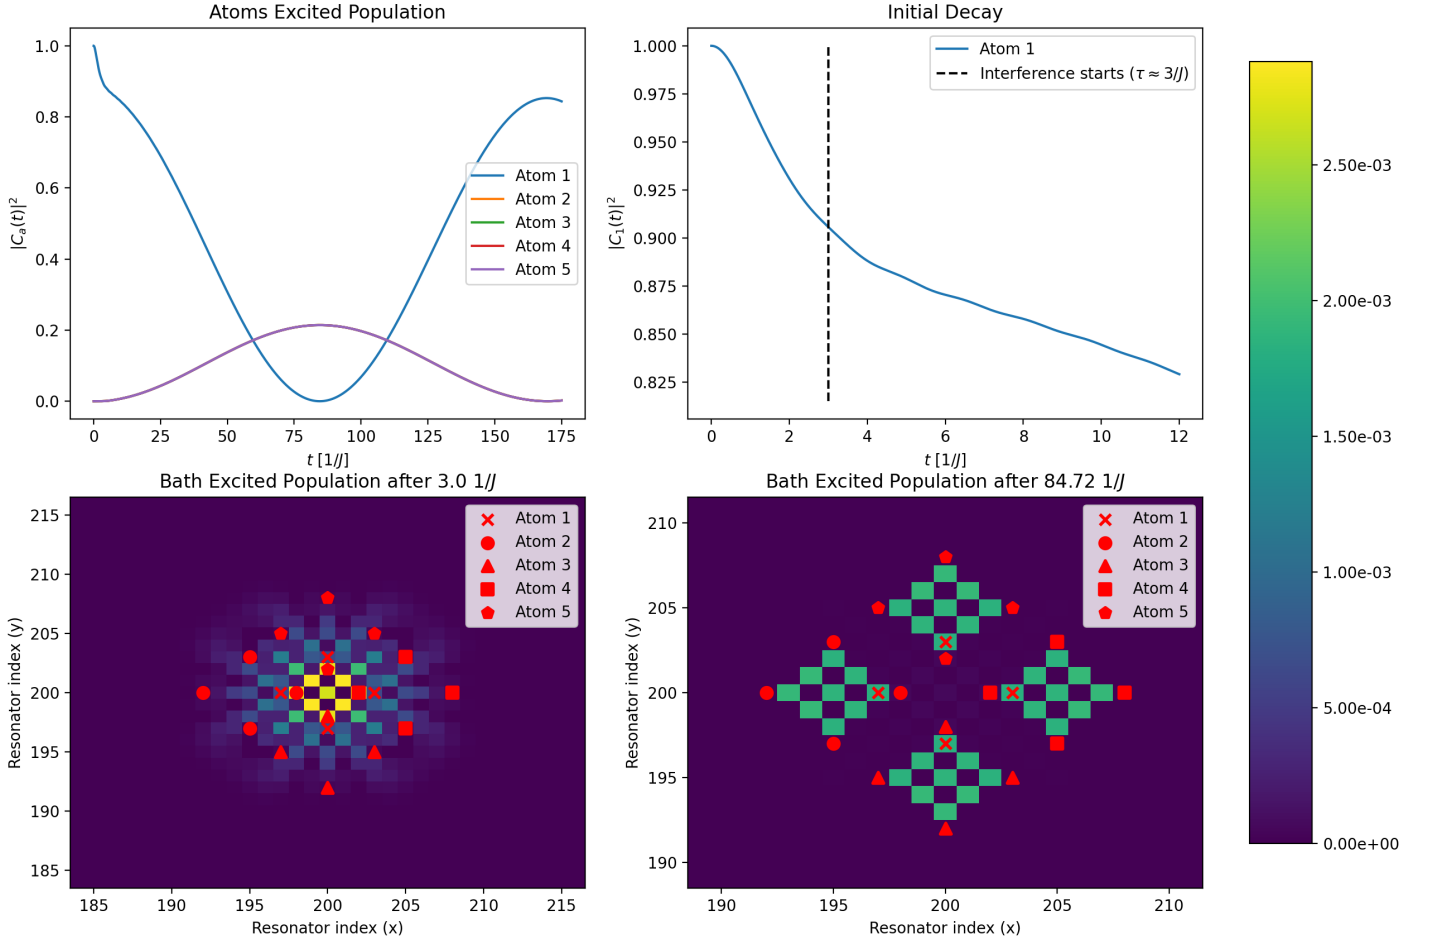 Atoms Excited Population
1.0
0.8
0.6
0.4
0.2
0.0
|C_a(t)|²
0 25 50 75 100 125 150 175
t [1/J]
Atom 1
Atom 2
Atom 3
Atom 4
Atom 5
Initial Decay
1.000
0.975
0.950
0.925
0.900
0.875
0.850
0.825
|C_1(t)|²
0 2 4 6 8 10 12
t [1/J]
Atom 1
Interference starts (τ ≈ 3/J)
Bath Excited Population after 3.0 1/J
215
210
205
200
195
190
185
Resonator index (y)
185 190 195 200 205 210 215
Resonator index (x)
Atom 1
Atom 2
Atom 3
Atom 4
Atom 5
Bath Excited Population after 84.72 1/J
210
205
200
195
190
Resonator index (y)
190 195 200 205 210
Resonator index (x)
Atom 1
Atom 2
Atom 3
Atom 4
Atom 5
2.50e-03
2.00e-03
1.50e-03
1.00e-03
5.00e-04
0.00e+00